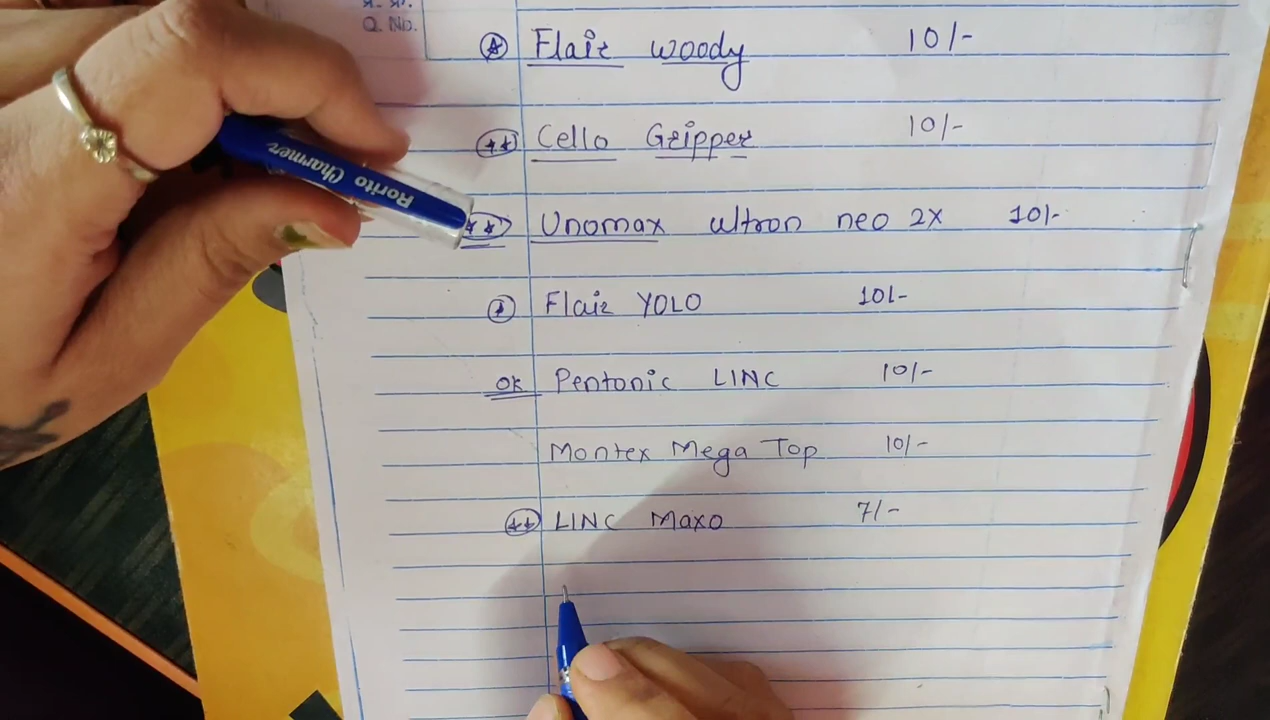 Q. No.
Flair woody 10/-
** Cello Gripper 10/-
Rorito Charmer
** Unomax ultron neo 2X 10/-
* Flair YOLO 10/-
OK Pentonic LINC 10/-
Montex Mega Top 10/-
** LINC Maxo 7/-